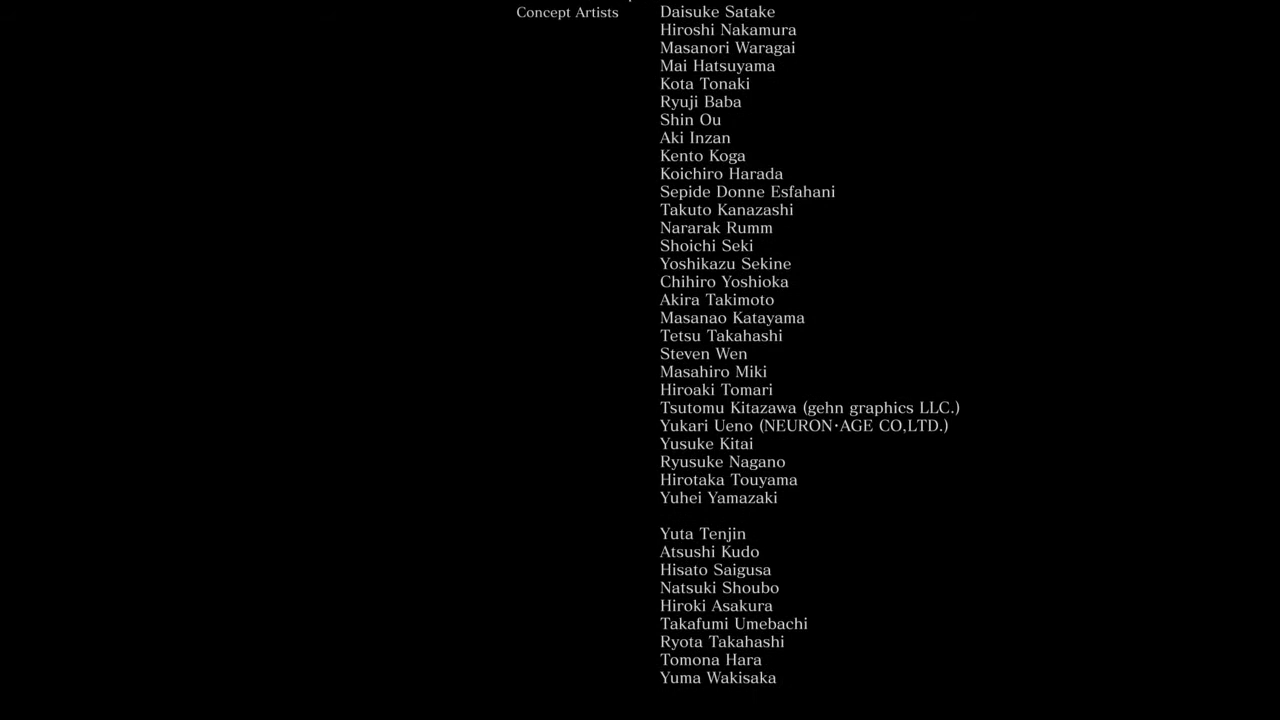 Concept Artists Daisuke Satake
Hiroshi Nakamura
Masanori Waragai
Mai Hatsuyama
Kota Tonaki
Ryuji Baba
Shin Ou
Aki Inzan
Kento Koga
Koichiro Harada
Sepide Donne Esfahani
Takuto Kanazashi
Nararak Rumm
Shoichi Seki
Yoshikazu Sekine
Chihiro Yoshioka
Akira Takimoto
Masanao Katayama
Tetsu Takahashi
Steven Wen
Masahiro Miki
Hiroaki Tomari
Tsutomu Kitazawa (gehn graphics LLC.)
Yukari Ueno (NEURON･AGE CO,LTD.)
Yusuke Kitai
Ryusuke Nagano
Hirotaka Touyama
Yuhei Yamazaki
Yuta Tenjin
Atsushi Kudo
Hisato Saigusa
Natsuki Shoubo
Hiroki Asakura
Takafumi Umebachi
Ryota Takahashi
Tomona Hara
Yuma Wakisaka